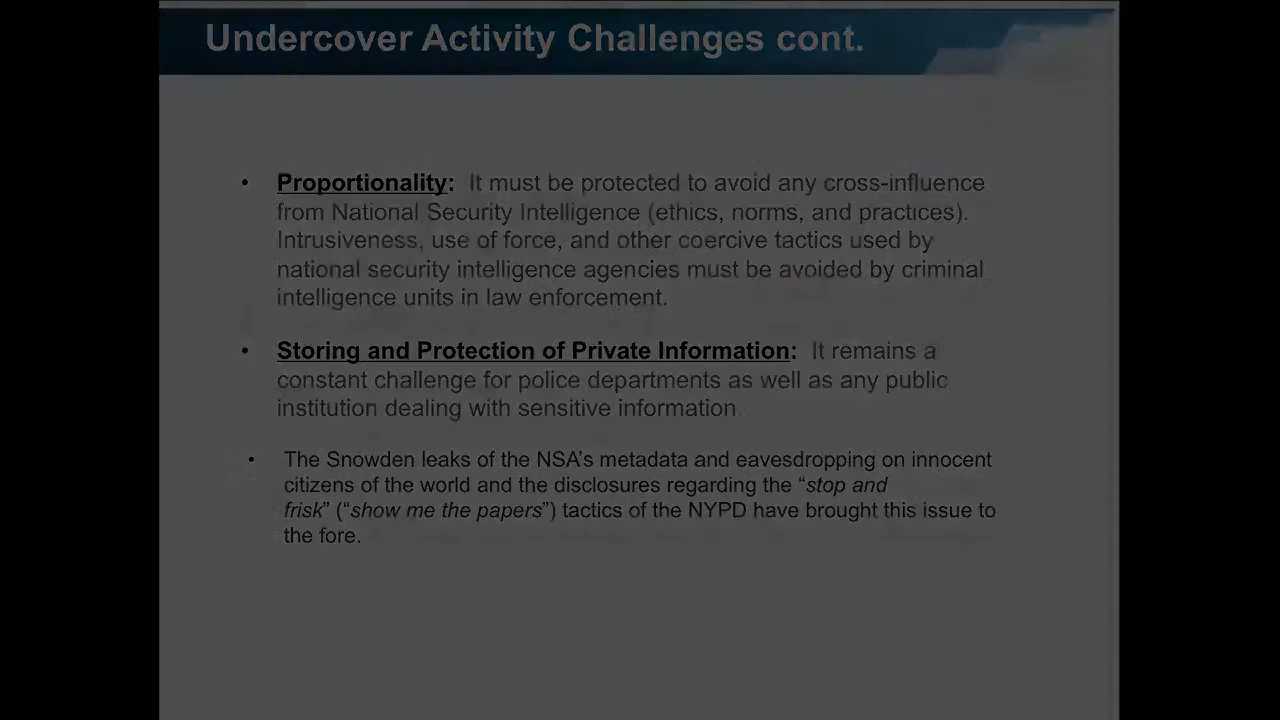 Undercover Activity Challenges cont.
• Proportionality: It must be protected to avoid any cross-influence
from National Security Intelligence (ethics, norms, and practices).
Intrusiveness, use of force, and other coercive tactics used by
national security intelligence agencies must be avoided by criminal
intelligence units in law enforcement.
• Storing and Protection of Private Information: It remains a
constant challenge for police departments as well as any public
institution dealing with sensitive information
• The Snowden leaks of the NSA's metadata and eavesdropping on innocent
citizens of the world and the disclosures regarding the “stop and
frisk” (“show me the papers”) tactics of the NYPD have brought this issue to
the fore.